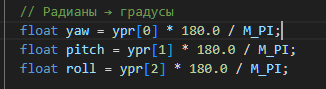 // Радианы → градусы
float yaw = ypr[0] * 180.0 / M_PI;
float pitch = ypr[1] * 180.0 / M_PI;
float roll = ypr[2] * 180.0 / M_PI;